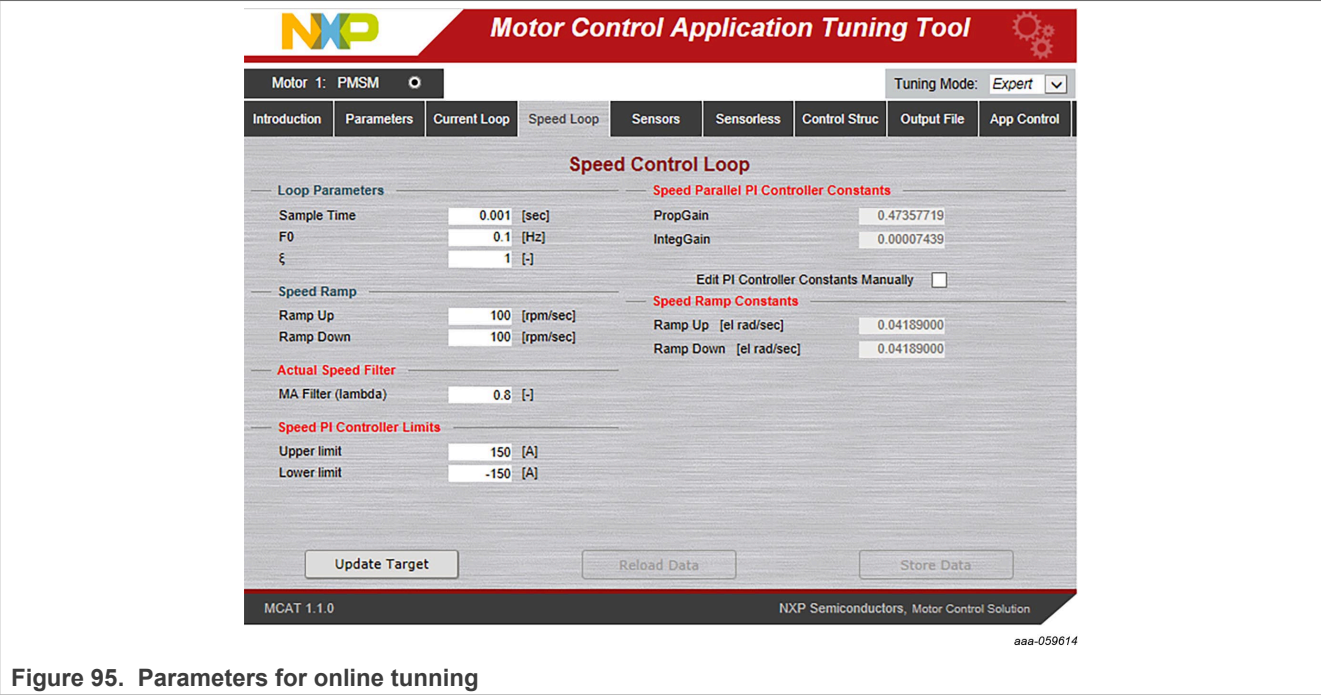 NXP Motor Control Application Tuning Tool
Motor 1: PMSM Tuning Mode: Expert
Introduction Parameters Current Loop Speed Loop Sensors Sensorless Control Struc Output File App Control
Speed Control Loop
Loop Parameters Speed Parallel PI Controller Constants
Sample Time 0.001 [sec] PropGain 0.47357719
F0 0.1 [Hz] IntegGain 0.00007439
ξ 1 [-]
Edit PI Controller Constants Manually
Speed Ramp Speed Ramp Constants
Ramp Up 100 [rpm/sec] Ramp Up [el rad/sec] 0.04189000
Ramp Down 100 [rpm/sec] Ramp Down [el rad/sec] 0.04189000
Actual Speed Filter
MA Filter (lambda) 0.8 [-]
Speed PI Controller Limits
Upper limit 150 [A]
Lower limit -150 [A]
Update Target Reload Data Store Data
MCAT 1.1.0 NXP Semiconductors, Motor Control Solution
aaa-059614
Figure 95. Parameters for online tunning